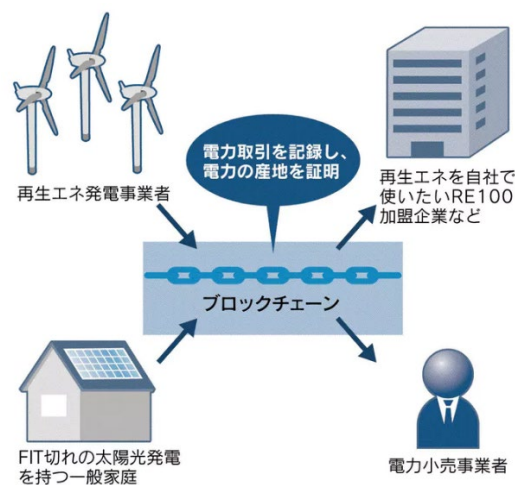 電力取引を記録し、
電力の産地を証明
再生エネ発電事業者
再生エネを自社で
使いたいRE100
加盟企業など
ブロックチェーン
FIT切れの太陽光発電
を持つ一般家庭
電力小売事業者